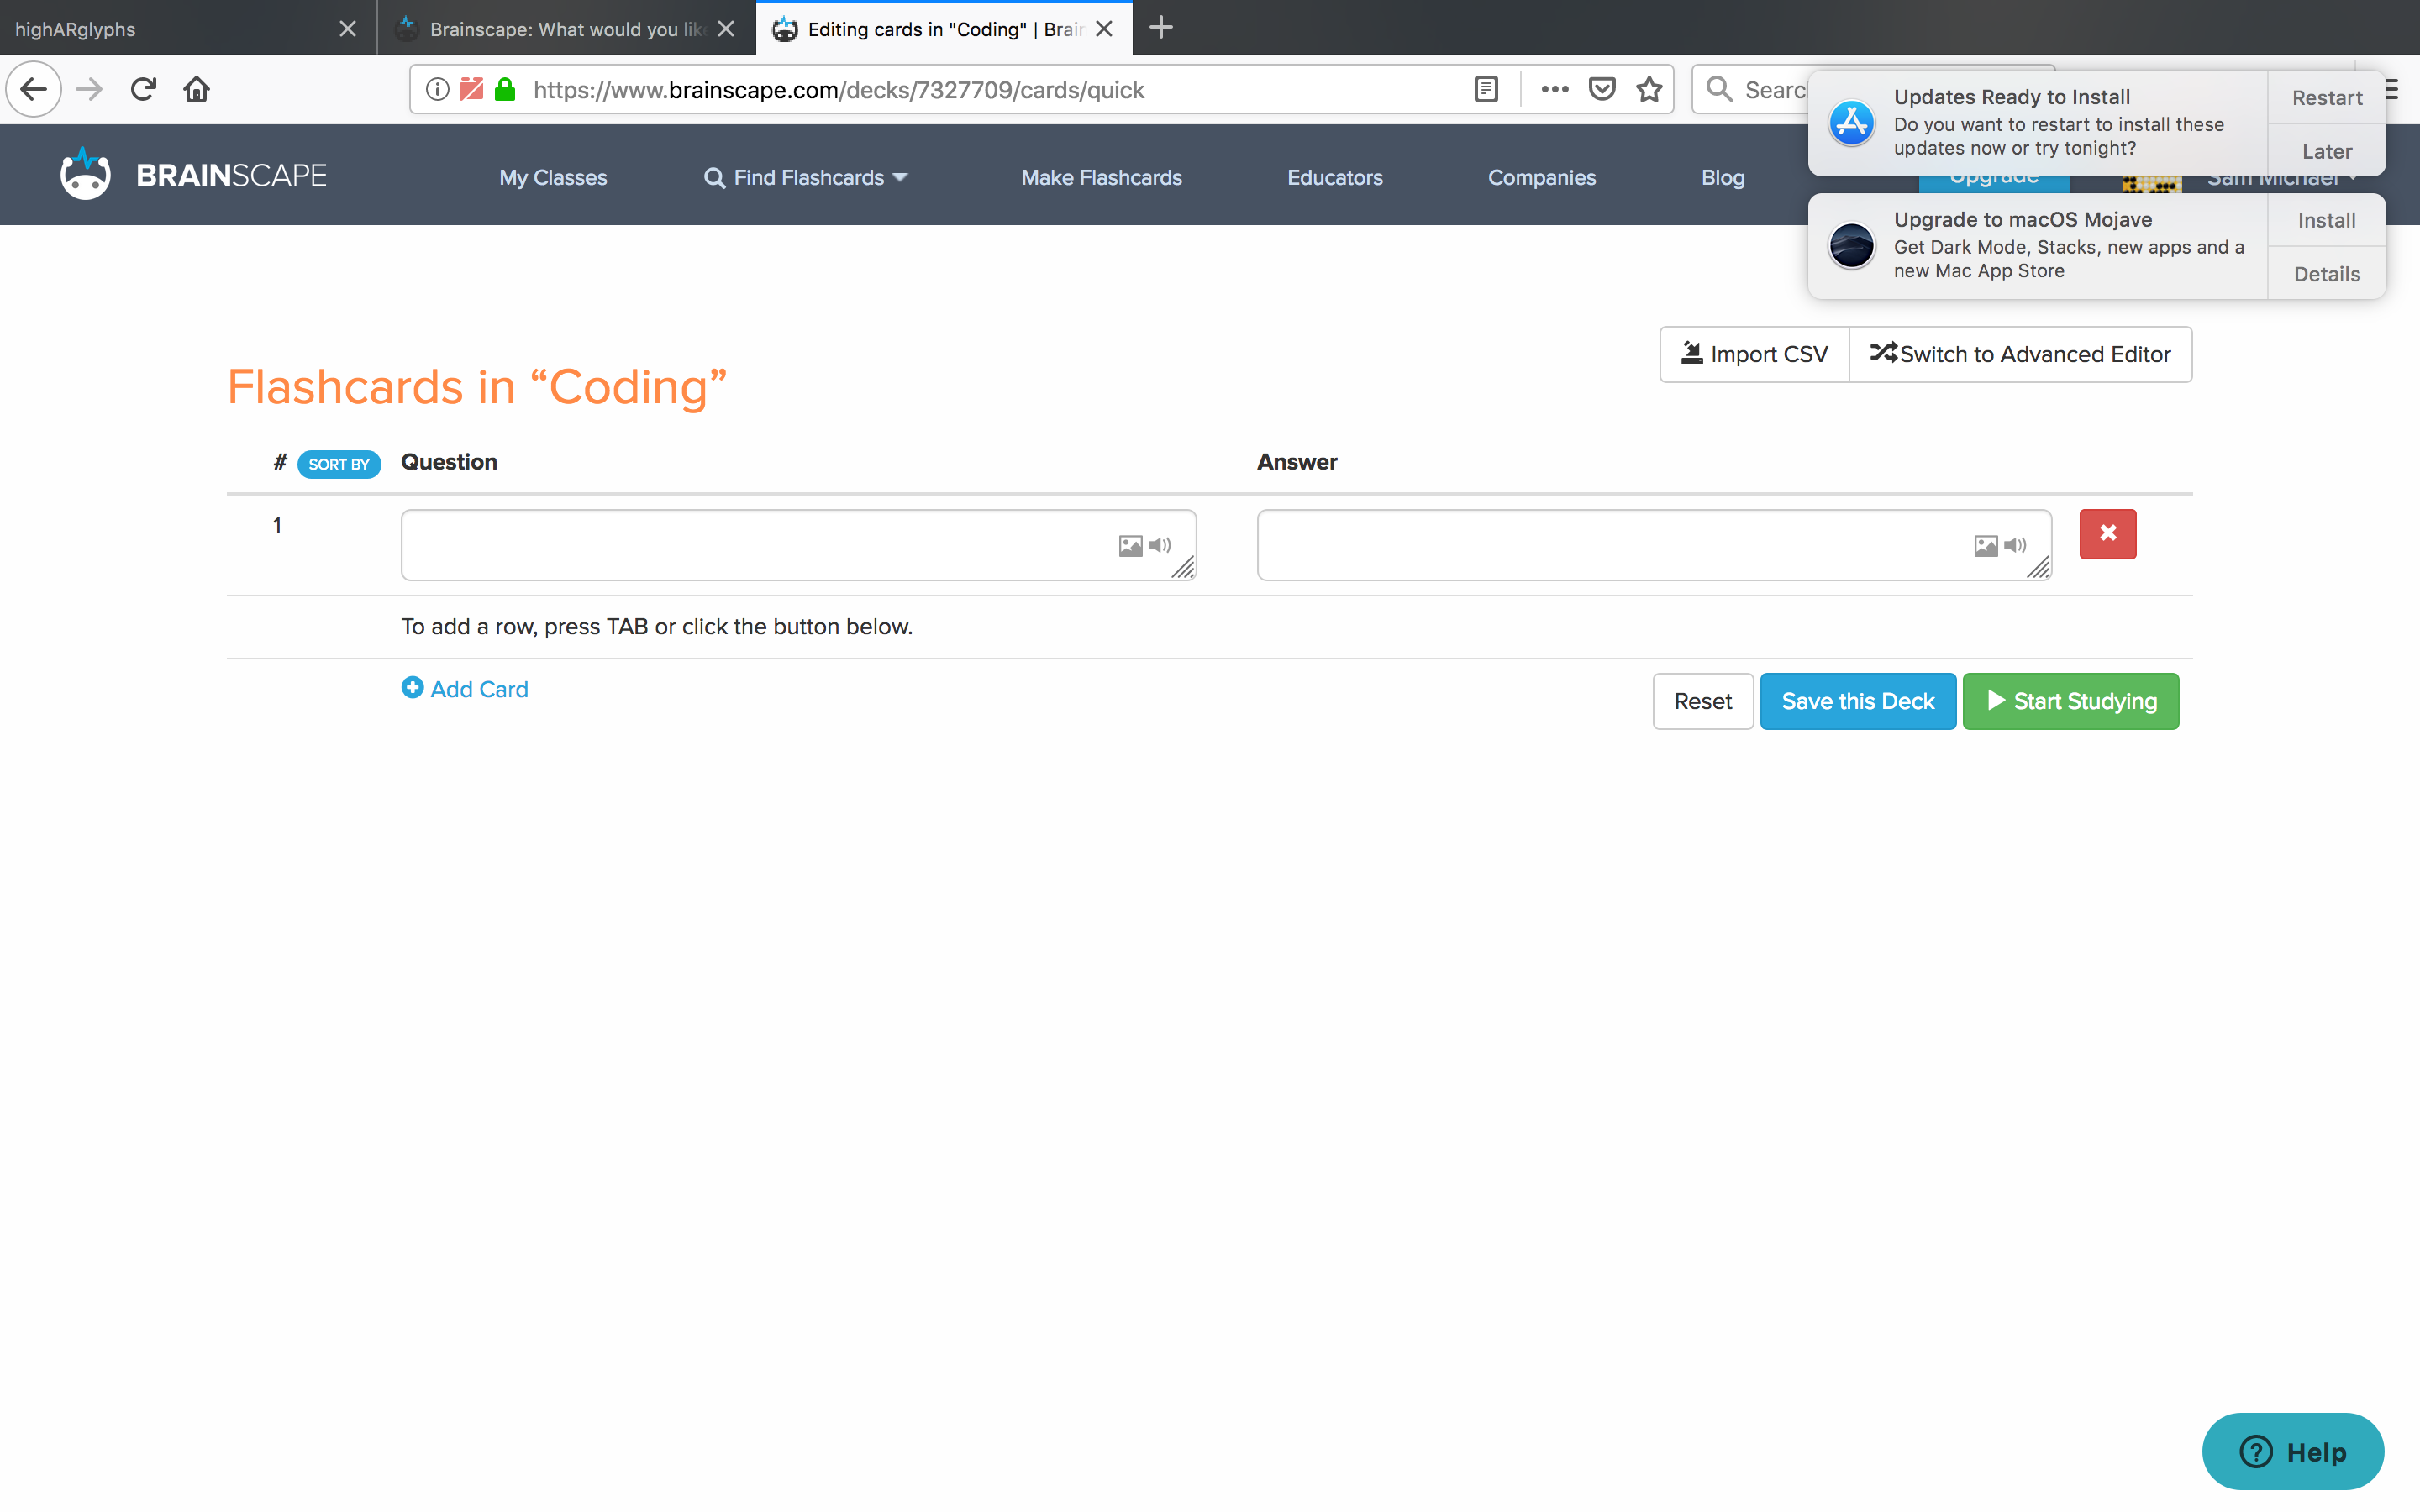 highARglyphs
Brainscape: What would you lik
Editing cards in "Coding" | Brain
https://www.brainscape.com/decks/7327709/cards/quick
Searc
Updates Ready to Install
Do you want to restart to install these
updates now or try tonight?
Restart
Later
BRAINSCAPE
My Classes
Find Flashcards
Make Flashcards
Educators
Companies
Blog
Upgrade
Sam Michael
Upgrade to macOS Mojave
Get Dark Mode, Stacks, new apps and a
new Mac App Store
Install
Details
Import CSV
Switch to Advanced Editor
Flashcards in “Coding”
# SORT BY Question Answer
1
To add a row, press TAB or click the button below.
Add Card
Reset
Save this Deck
Start Studying
? Help